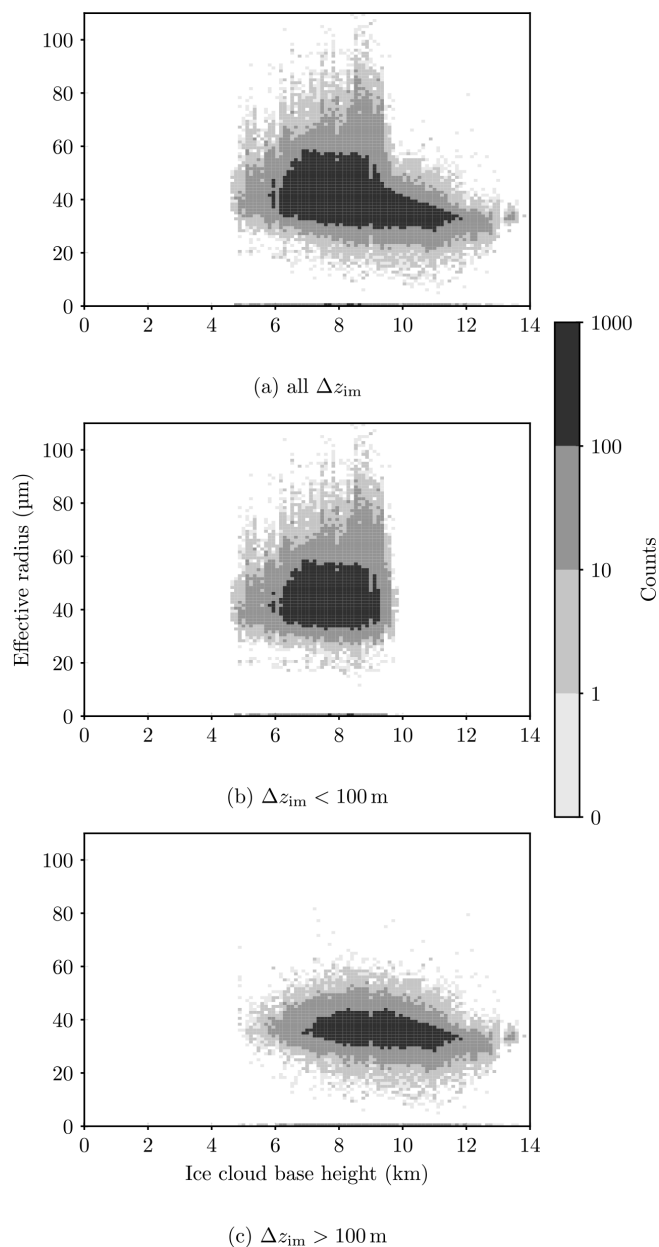 100
80
60
40
20
0
0 2 4 6 8 10 12 14
(a) all Δz_im
1000
100
10
1
0
Counts
100
80
60
40
20
0
Effective radius (µm)
0 2 4 6 8 10 12 14
(b) Δz_im < 100 m
100
80
60
40
20
0
0 2 4 6 8 10 12 14
Ice cloud base height (km)
(c) Δz_im > 100 m